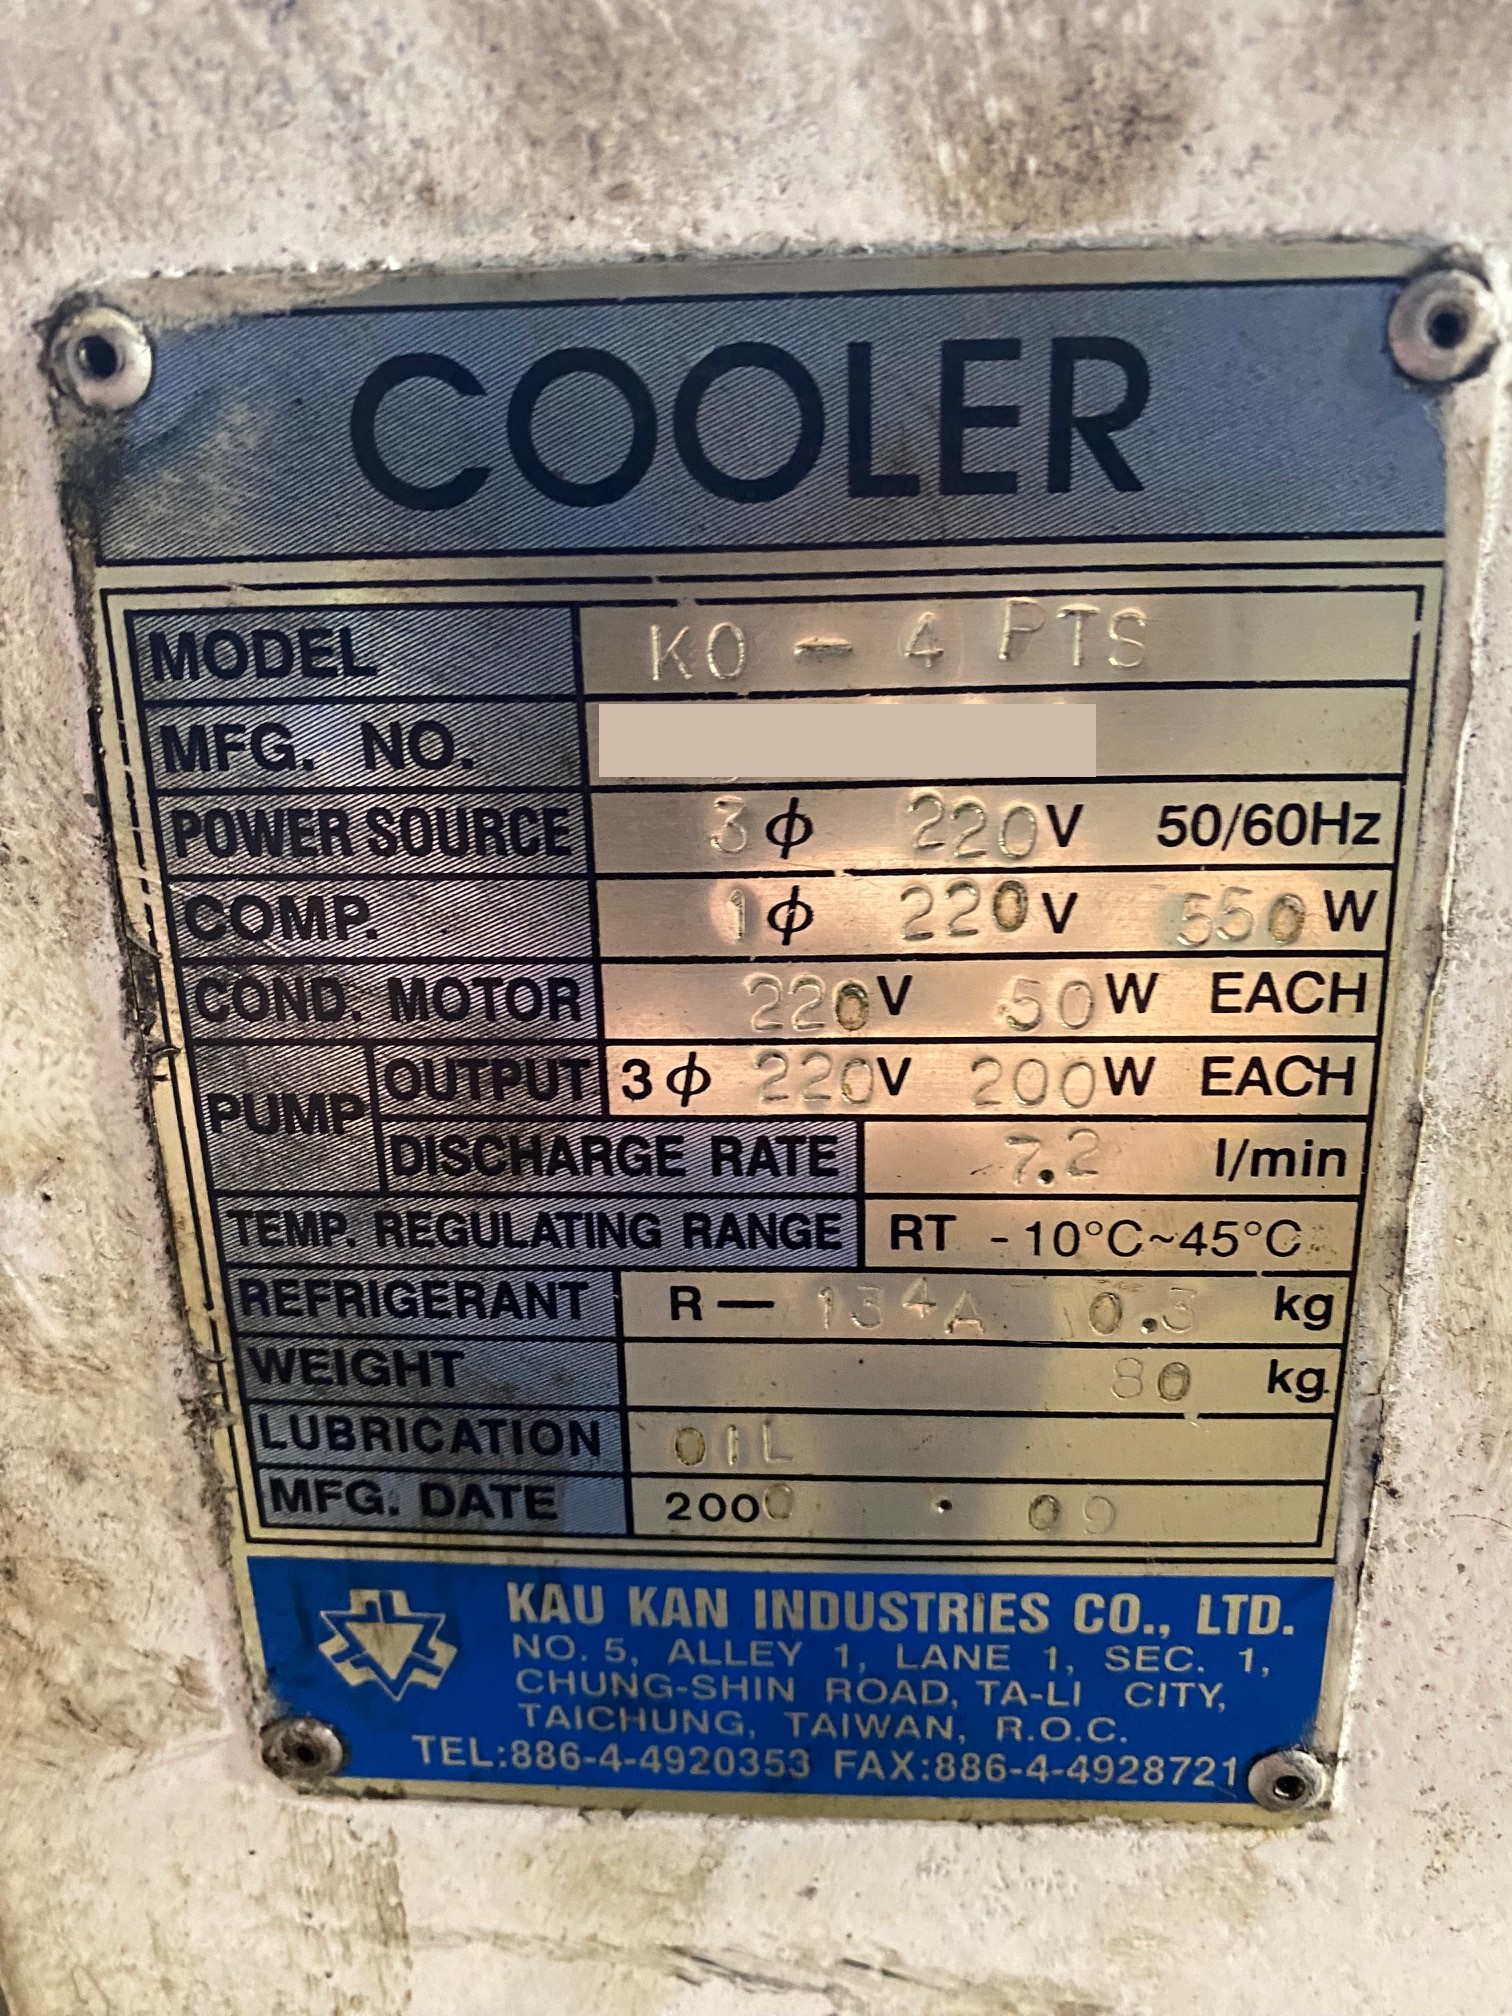 COOLER
MODEL KO - 4 PTS
MFG. NO.
POWER SOURCE 3ϕ 220V 50/60Hz
COMP. 1ϕ 220V 550W
COND. MOTOR 220V 50W EACH
PUMP OUTPUT 3ϕ 220V 200W EACH
DISCHARGE RATE 7.2 l/min
TEMP. REGULATING RANGE RT -10°C~45°C
REFRIGERANT R— 134A 0.3 kg
WEIGHT 80 kg
LUBRICATION OIL
MFG. DATE 2000 . 09
KAU KAN INDUSTRIES CO., LTD.
NO. 5, ALLEY 1, LANE 1, SEC. 1,
CHUNG-SHIN ROAD, TA-LI CITY,
TAICHUNG, TAIWAN, R.O.C.
TEL:886-4-4920353 FAX:886-4-4928721